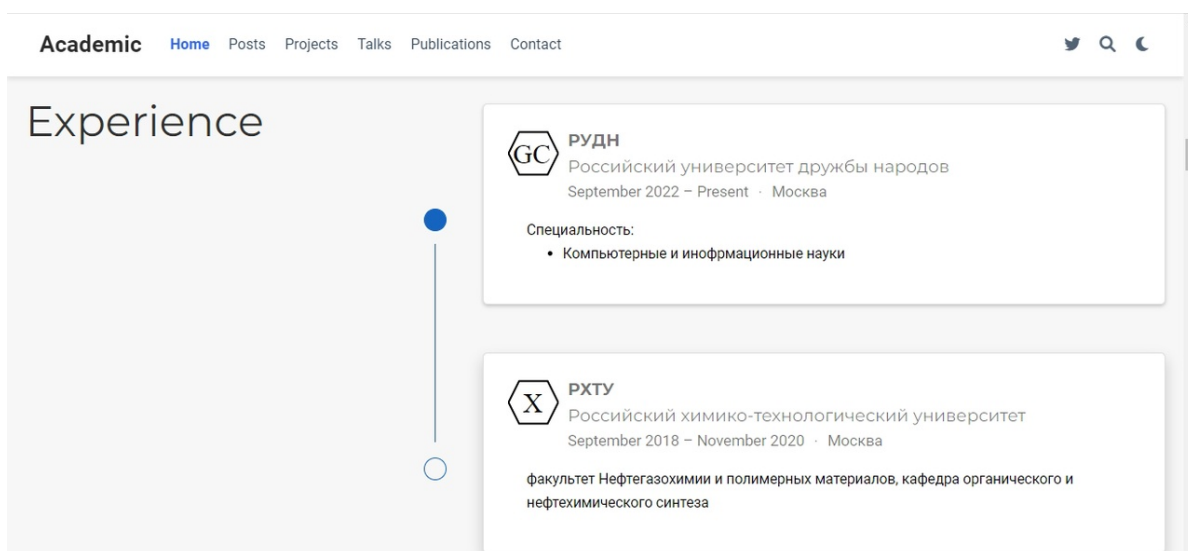 Academic Home Posts Projects Talks Publications Contact
Experience
GC
РУДН
Российский университет дружбы народов
September 2022 – Present · Москва
Специальность:
• Компьютерные и инофрмационные науки
X
РХТУ
Российский химико-технологический университет
September 2018 – November 2020 · Москва
факультет Нефтегазохимии и полимерных материалов, кафедра органического и
нефтехимического синтеза